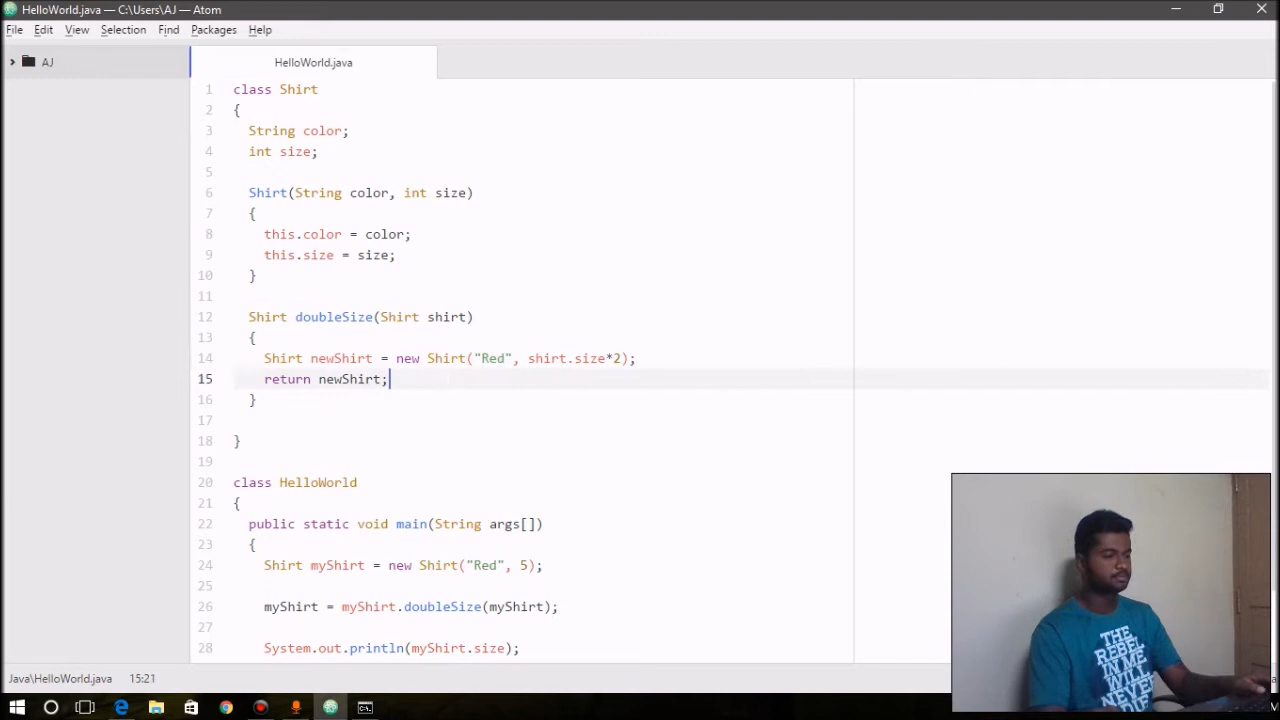 HelloWorld.java — C:\Users\AJ — Atom
File Edit View Selection Find Packages Help
AJ
HelloWorld.java
1 class Shirt
2 {
3 String color;
4 int size;
5
6 Shirt(String color, int size)
7 {
8 this.color = color;
9 this.size = size;
10 }
11
12 Shirt doubleSize(Shirt shirt)
13 {
14 Shirt newShirt = new Shirt("Red", shirt.size*2);
15 return newShirt;
16 }
17
18 }
19
20 class HelloWorld
21 {
22 public static void main(String args[])
23 {
24 Shirt myShirt = new Shirt("Red", 5);
25
26 myShirt = myShirt.doubleSize(myShirt);
27
28 System.out.println(myShirt.size);
THE
REBEL
IN ME
WILL
NEVER
DIE
Java\HelloWorld.java 15:21